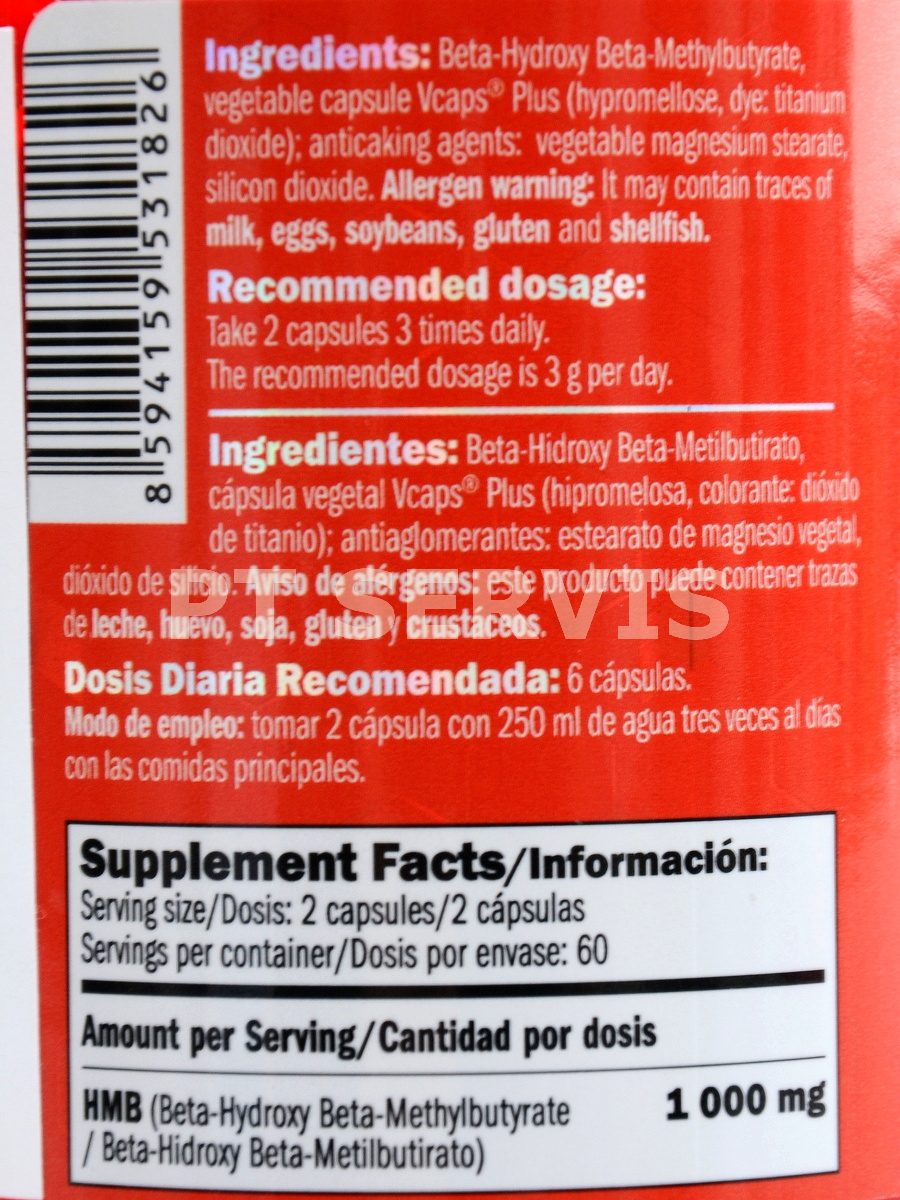 8 594159 531826
Ingredients: Beta-Hydroxy Beta-Methylbutyrate,
vegetable capsule Vcaps® Plus (hypromellose, dye: titanium
dioxide); anticaking agents: vegetable magnesium stearate,
silicon dioxide. Allergen warning: It may contain traces of
milk, eggs, soybeans, gluten and shellfish.
Recommended dosage:
Take 2 capsules 3 times daily.
The recommended dosage is 3 g per day.
Ingredientes: Beta-Hidroxy Beta-Metilbutirato,
cápsula vegetal Vcaps® Plus (hipromelosa, colorante: dióxido
de titanio); antiaglomerantes: estearato de magnesio vegetal,
dióxido de silicio. Aviso de alérgenos: este producto puede contener trazas
de leche, huevo, soja, gluten y crustáceos.
PT SERVIS
Dosis Diaria Recomendada: 6 cápsulas.
Modo de empleo: tomar 2 cápsula con 250 ml de agua tres veces al días
con las comidas principales.
Supplement Facts/Información:
Serving size/Dosis: 2 capsules/2 cápsulas
Servings per container/Dosis por envase: 60
Amount per Serving/Cantidad por dosis
HMB (Beta-Hydroxy Beta-Methylbutyrate 1 000 mg
/ Beta-Hidroxy Beta-Metilbutirato)